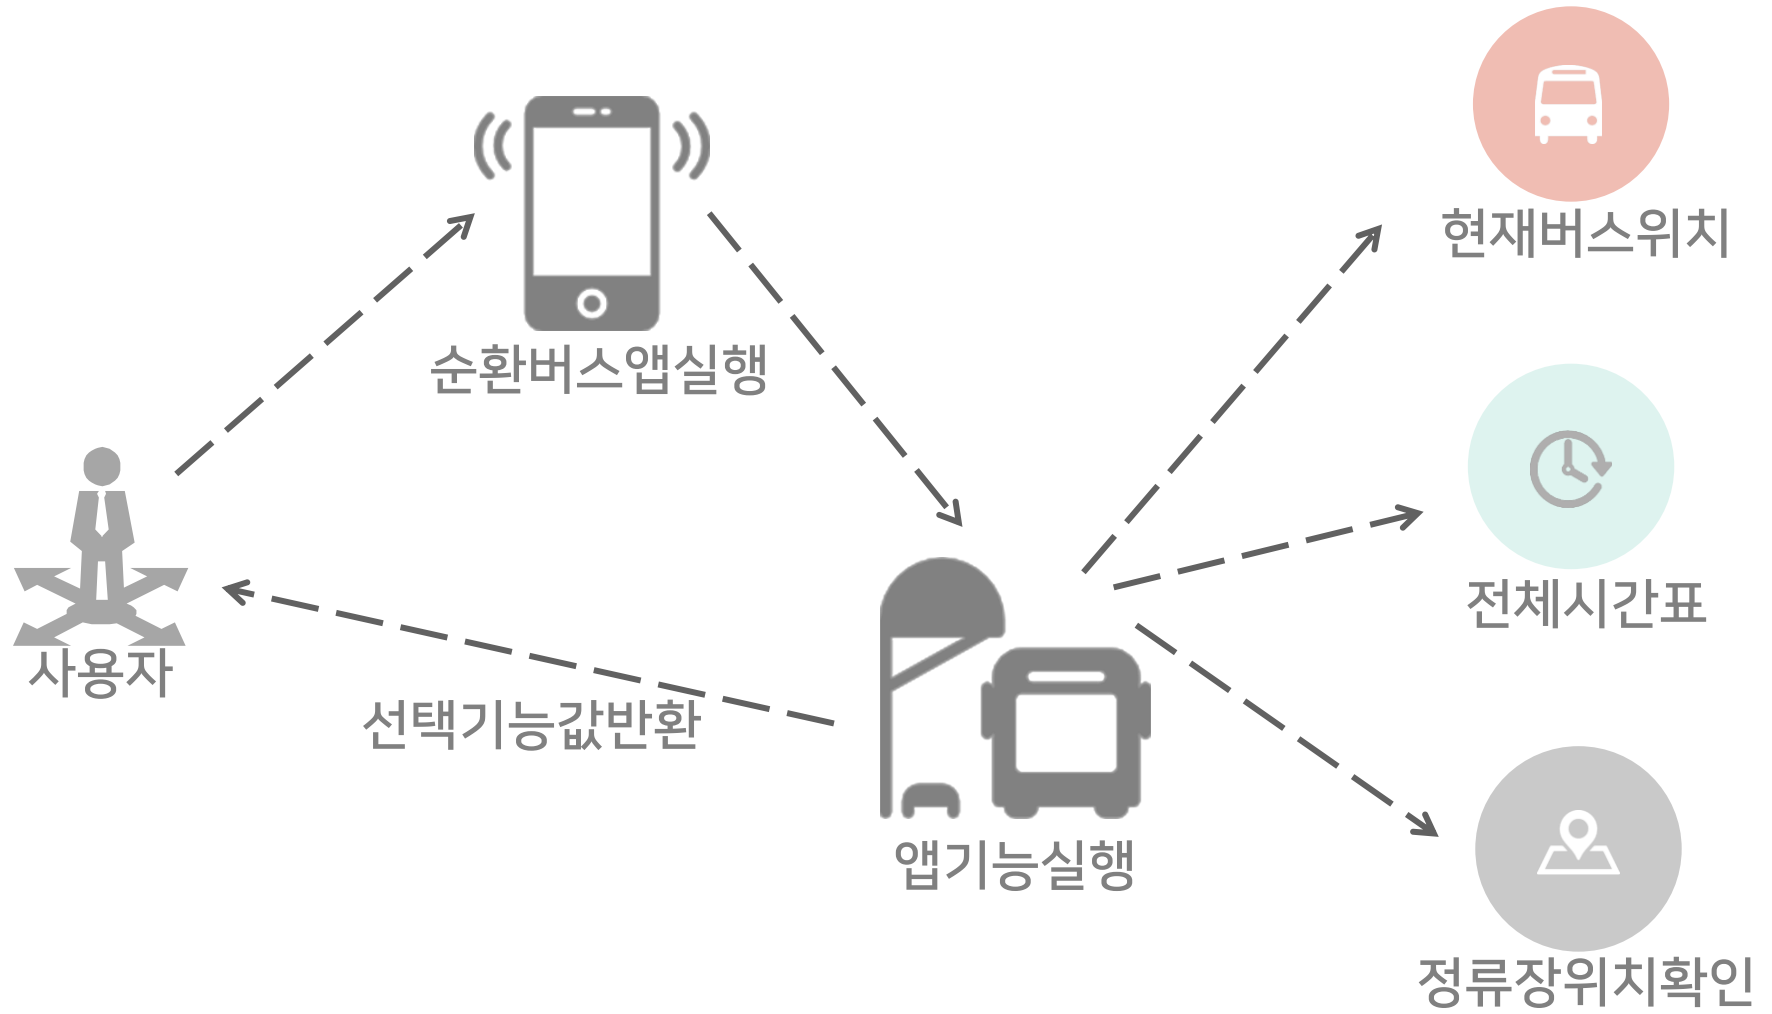 현재버스위치
순환버스앱실행
전체시간표
사용자
선택기능값반환
앱기능실행
정류장위치확인